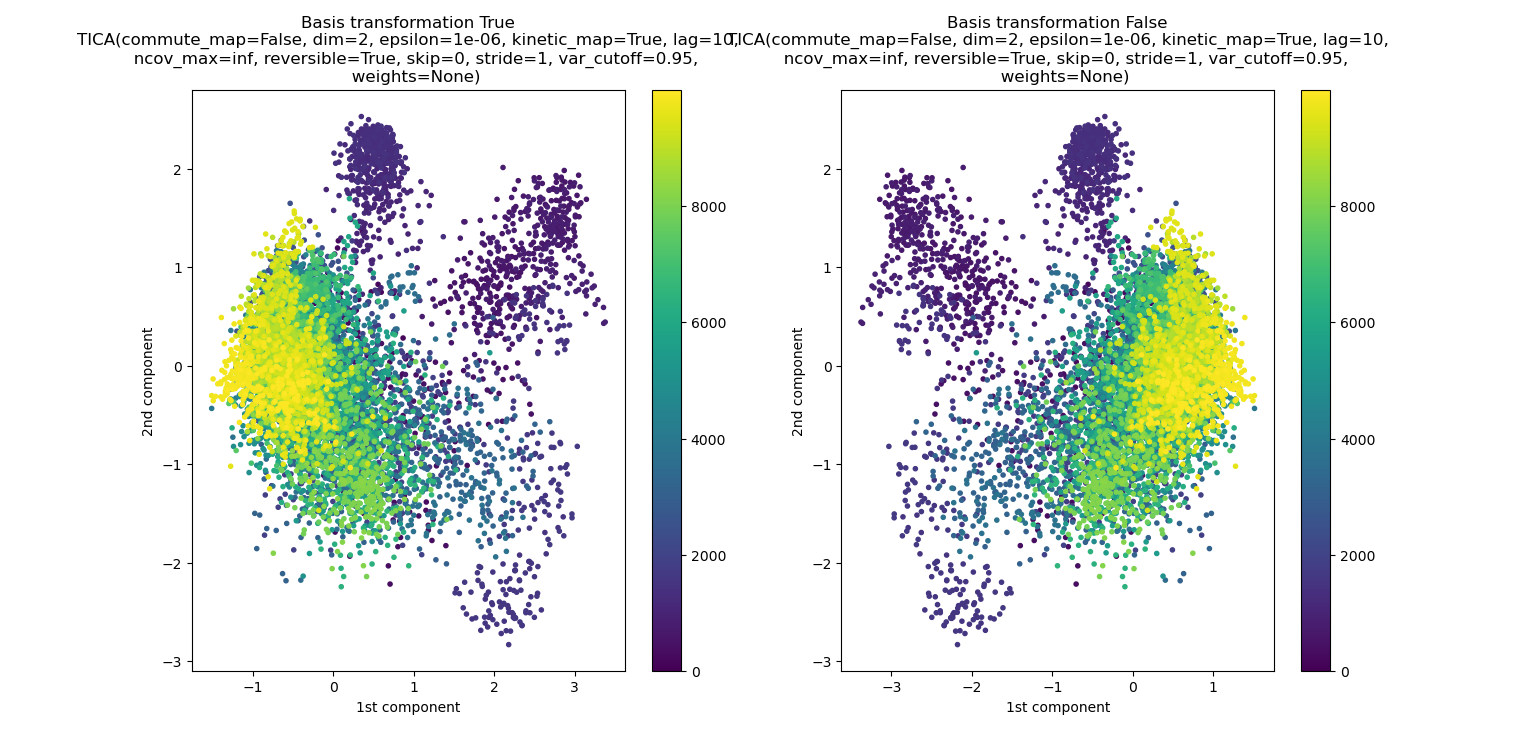 Basis transformation True
TICA(commute_map=False, dim=2, epsilon=1e-06, kinetic_map=True, lag=10,
ncov_max=inf, reversible=True, skip=0, stride=1, var_cutoff=0.95,
weights=None)
2
1
0
−1
−2
−3
2nd component
−1
0
1
2
3
1st component
8000
6000
4000
2000
0
Basis transformation False
TICA(commute_map=False, dim=2, epsilon=1e-06, kinetic_map=True, lag=10,
ncov_max=inf, reversible=True, skip=0, stride=1, var_cutoff=0.95,
weights=None)
2
1
0
−1
−2
−3
2nd component
−3
−2
−1
0
1
1st component
8000
6000
4000
2000
0